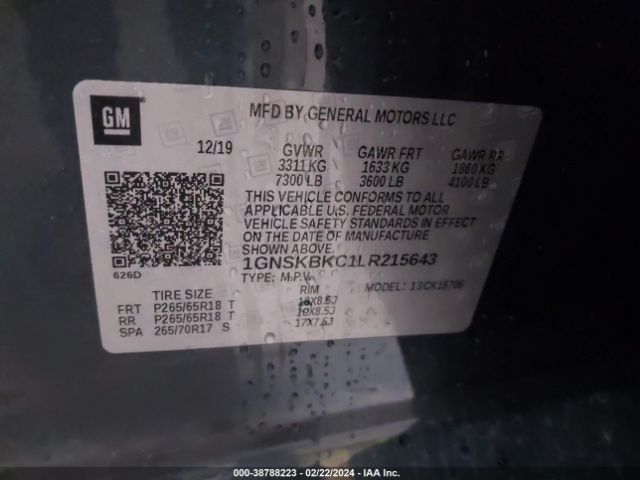 GM
MFD BY GENERAL MOTORS LLC
12/19 GVWR GAWR FRT GAWR RR
3311 KG 1633 KG 1860 KG
7300 LB 3600 LB 4100 LB
THIS VEHICLE CONFORMS TO ALL
APPLICABLE U.S. FEDERAL MOTOR
VEHICLE SAFETY STANDARDS IN EFFECT
ON THE DATE OF MANUFACTURE
SHOWN ABOVE.
626D
1GNSKBKC1LR215643
TYPE: M.P.V. MODEL: 13CK15706
TIRE SIZE RIM
FRT P265/65R18 T 18X8.5J
RR P265/65R18 T 18X8.5J
SPA 265/70R17 S 17X7.5J
000-38788223 - 02/22/2024 - IAA Inc.